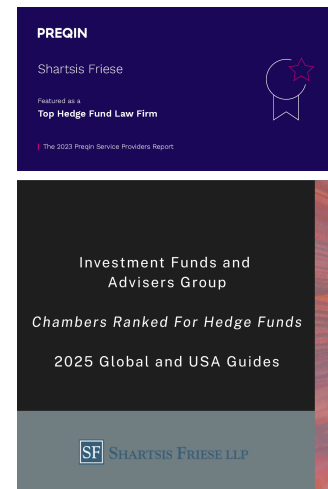 PREQIN
Shartsis Friese
Featured as a
Top Hedge Fund Law Firm
The 2023 Preqin Service Providers Report
Investment Funds and
Advisers Group
Chambers Ranked For Hedge Funds
2025 Global and USA Guides
SF SHARTSIS FRIESE LLP